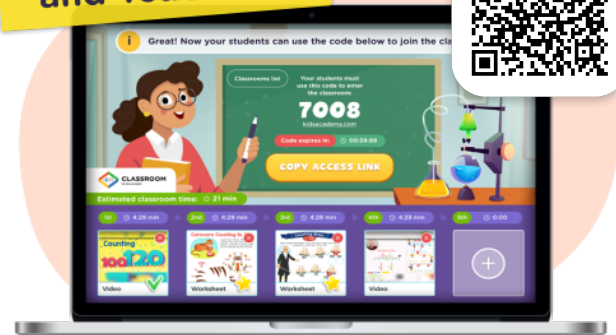 Great! Now your students can use the code below to join the cla
Classrooms list
Your students must
use this code to enter
the classroom
7008
kidsacademy.com
Code expires in:
00:59:99
COPY ACCESS LINK
CLASSROOM
Estimated classroom time: 21 min
1st 4:29 min
2nd 4:29 min
3rd 4:29 min
4th 4:29 min
5th 0:00
Counting
100
120
Video
Worksheet
Worksheet
Video